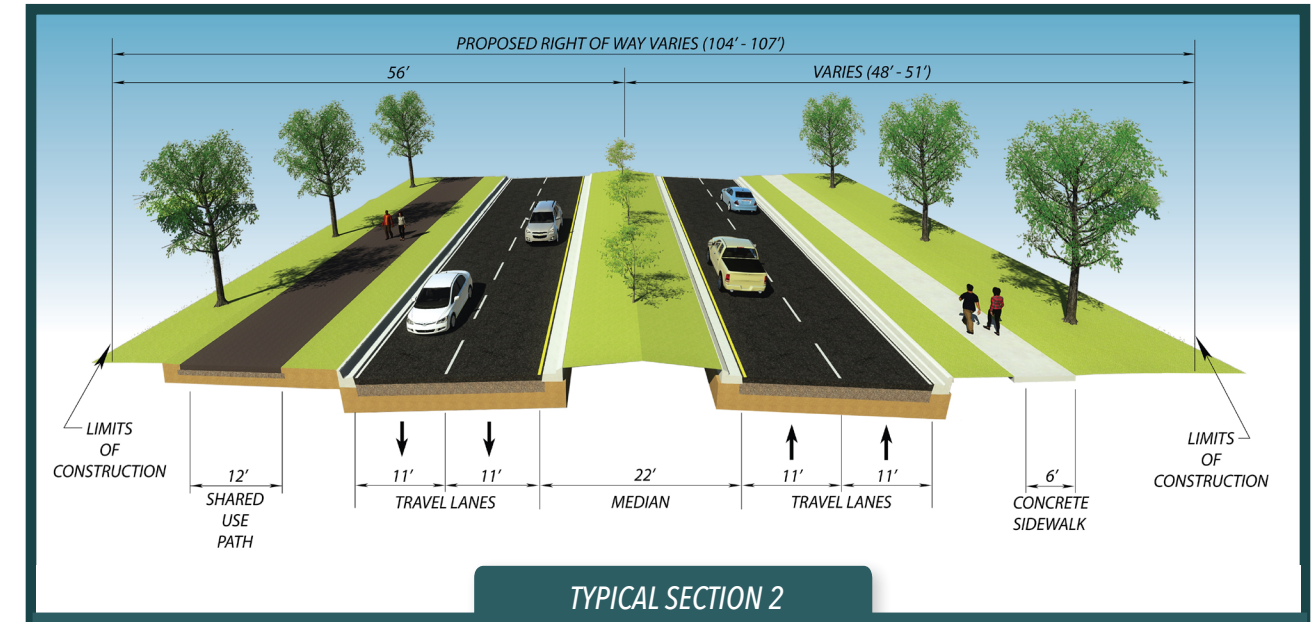 PROPOSED RIGHT OF WAY VARIES (104' - 107')
56'
VARIES (48' - 51')
LIMITS
OF
CONSTRUCTION
12'
SHARED
USE
PATH
11'
11'
TRAVEL LANES
22'
MEDIAN
11'
11'
TRAVEL LANES
6'
CONCRETE
SIDEWALK
LIMITS
OF
CONSTRUCTION
TYPICAL SECTION 2